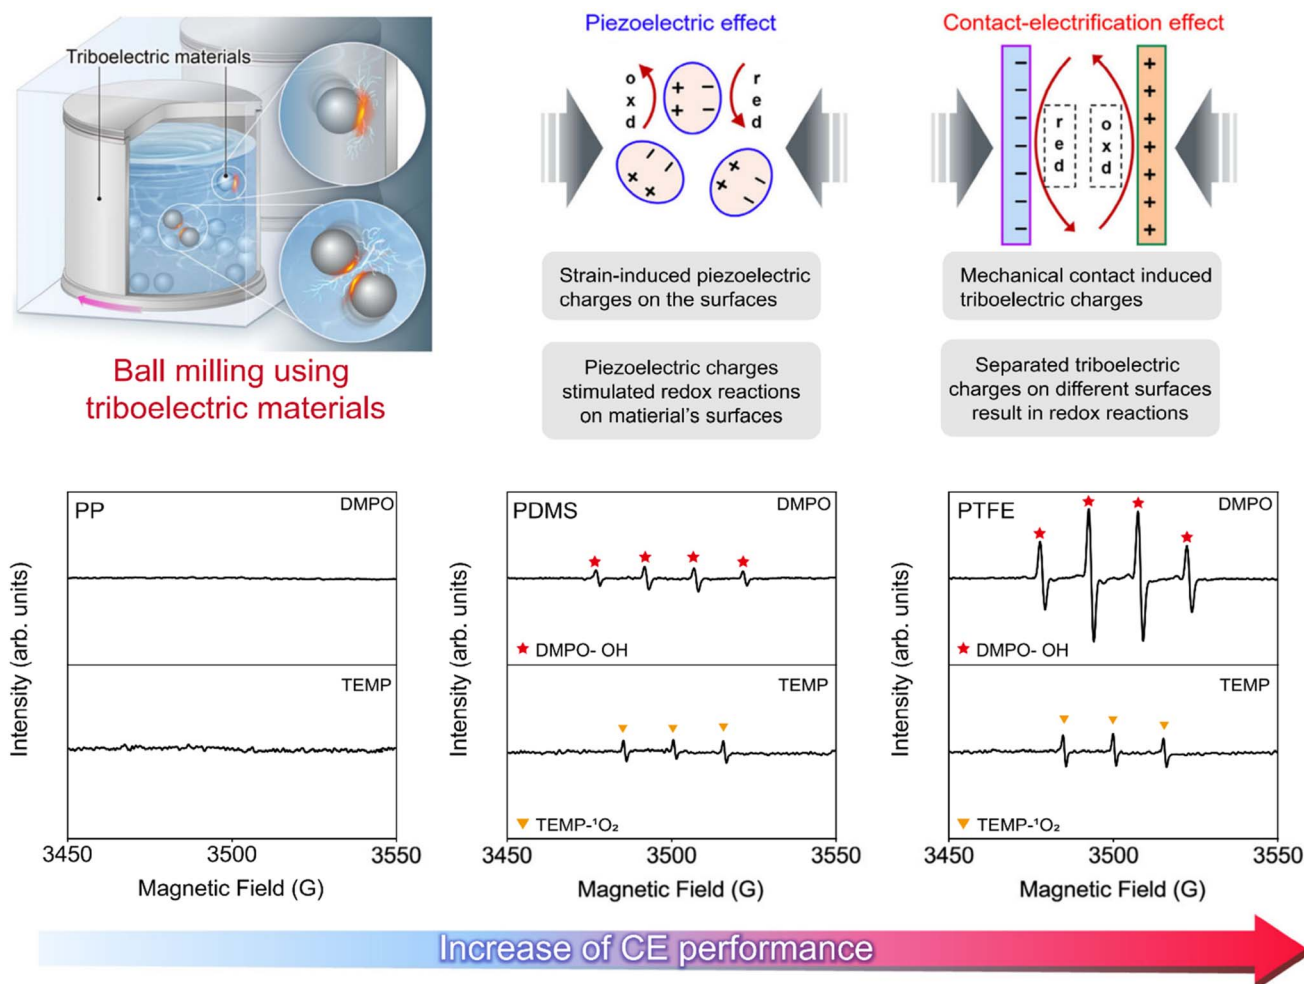 Triboelectric materials
Ball milling using
triboelectric materials
Piezoelectric effect
oxd
red
+ −
+ −
−
−
+
+
−
−
+
+
Strain-induced piezoelectric
charges on the surfaces
Piezoelectric charges
stimulated redox reactions
on matierial's surfaces
Contact-electrification effect
−
−
−
−
−
−
−
red
oxd
+
+
+
+
+
+
+
Mechanical contact induced
triboelectric charges
Separated triboelectric
charges on different surfaces
result in redox reactions
Intensity (arb. units)
PP
DMPO
TEMP
3450
3500
3550
Magnetic Field (G)
Intensity (arb. units)
PDMS
DMPO
★ DMPO- OH
TEMP
▼ TEMP-¹O₂
3450
3500
3550
Magnetic Field (G)
Intensity (arb. units)
PTFE
DMPO
★ DMPO- OH
TEMP
▼ TEMP-¹O₂
3450
3500
3550
Magnetic Field (G)
Increase of CE performance